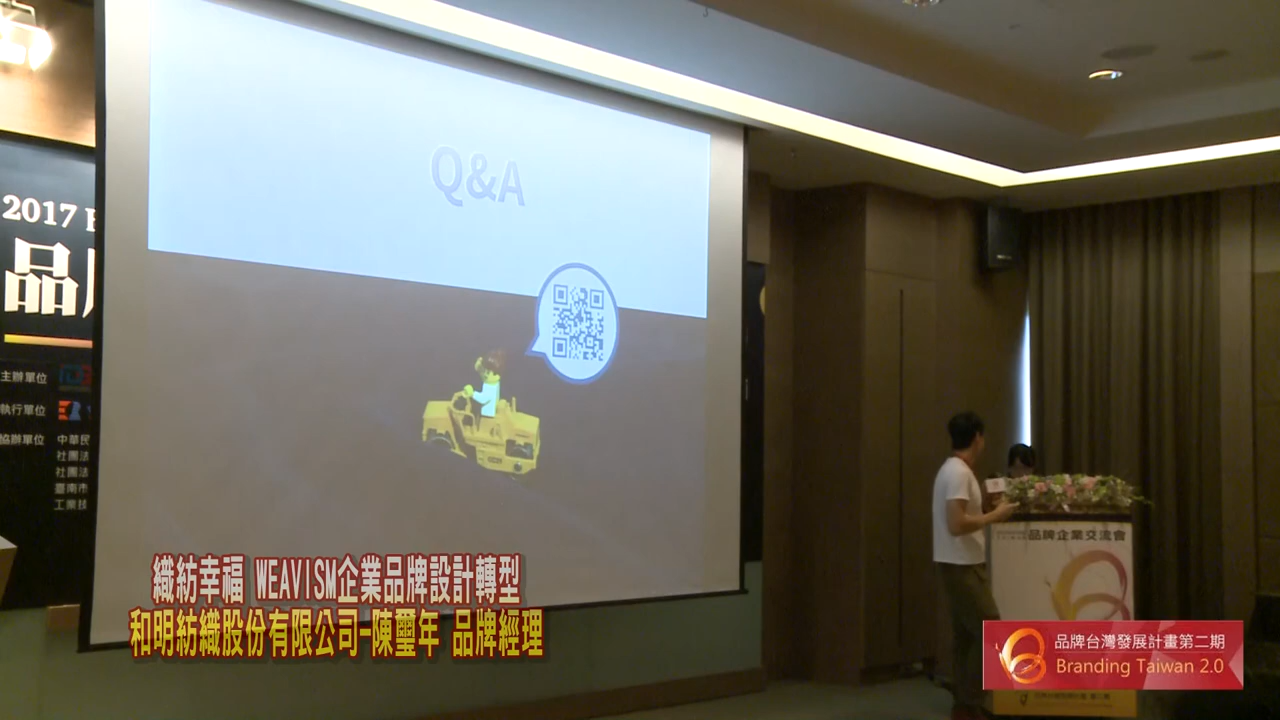 Q&A
2017
品
主辦單位
執行單位
協辦單位
中華民
社團法
社團法
臺南市
工業技
品牌企業交流會
織紡幸福 WEAVISM企業品牌設計轉型
和明紡織股份有限公司-陳璽年 品牌經理
品牌台灣發展計畫第二期
Branding Taiwan 2.0